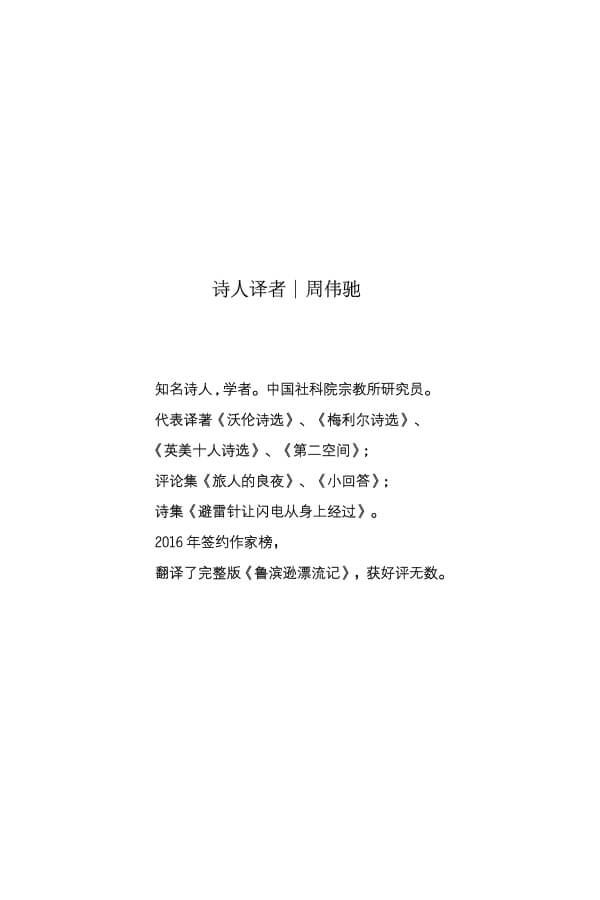 诗人译者｜周伟驰
知名诗人，学者。中国社科院宗教所研究员。
代表译著《沃伦诗选》、《梅利尔诗选》、
《英美十人诗选》、《第二空间》；
评论集《旅人的良夜》、《小回答》；
诗集《避雷针让闪电从身上经过》。
2016 年签约作家榜，
翻译了完整版《鲁滨逊漂流记》，获好评无数。